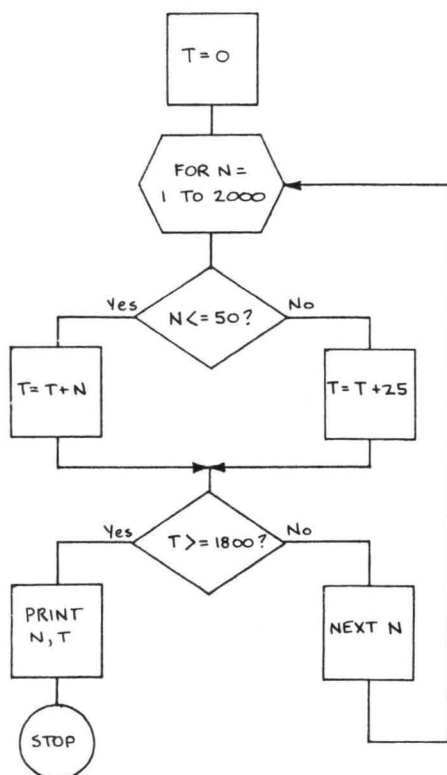 T=0
FOR N=
1 TO 2000
Yes
N<=50?
No
T=T+N
T=T+25
Yes
T>=1800?
No
PRINT
N,T
NEXT N
STOP